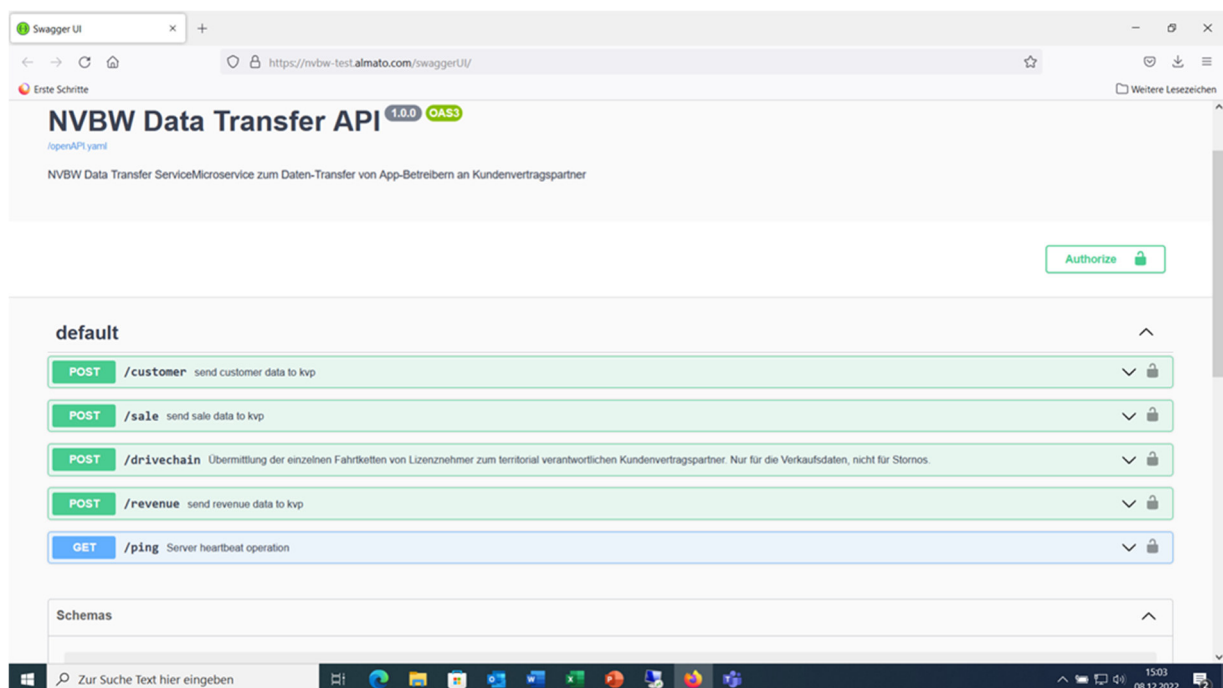 Swagger UI
https://nvbw-test.almato.com/swaggerUI/
Erste Schritte
Weitere Lesezeichen
NVBW Data Transfer API 1.0.0 OAS3
/openAPI.yaml
NVBW Data Transfer ServiceMicroservice zum Daten-Transfer von App-Betreibern an Kundenvertragspartner
Authorize
default
POST /customer send customer data to kvp
POST /sale send sale data to kvp
POST /drivechain Übermittlung der einzelnen Fahrtketten von Lizenznehmer zum territorial verantwortlichen Kundenvertragspartner. Nur für die Verkaufsdaten, nicht für Stornos.
POST /revenue send revenue data to kvp
GET /ping Server heartbeat operation
Schemas
Zur Suche Text hier eingeben
15:03
08.12.2022
2